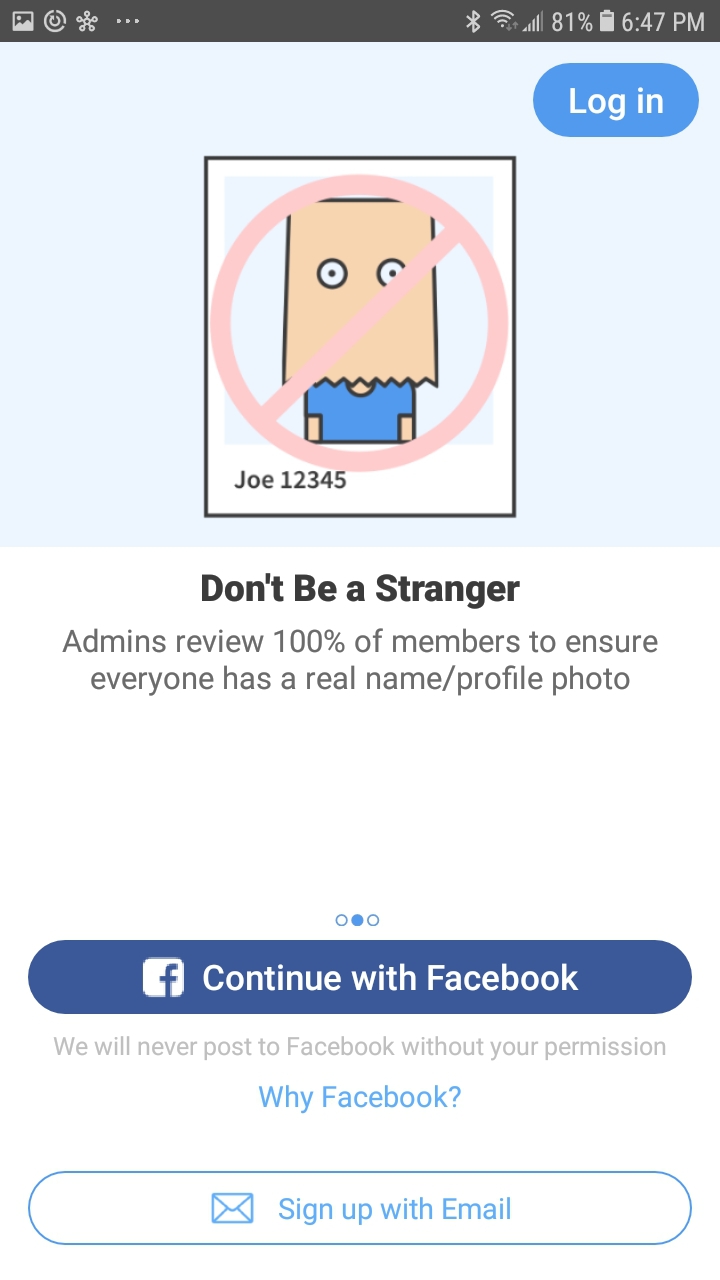 81% 6:47 PM
Log in
Joe 12345
Don't Be a Stranger
Admins review 100% of members to ensure
everyone has a real name/profile photo
Continue with Facebook
We will never post to Facebook without your permission
Why Facebook?
Sign up with Email